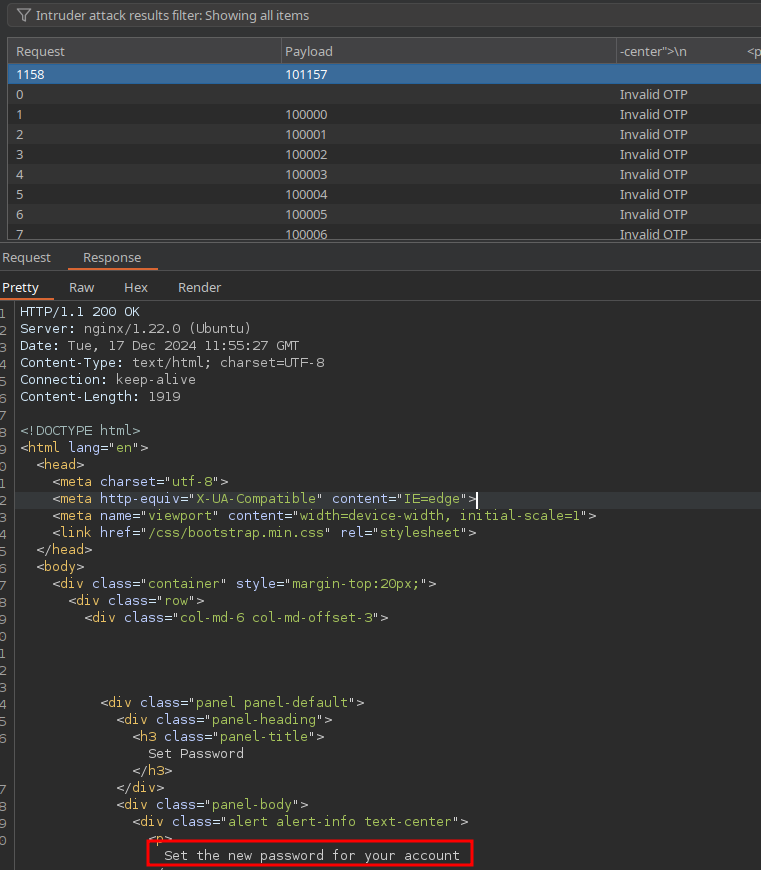 Intruder attack results filter: Showing all items
Request Payload -center">\n <p
1158 101157
0 Invalid OTP
1 100000 Invalid OTP
2 100001 Invalid OTP
3 100002 Invalid OTP
4 100003 Invalid OTP
5 100004 Invalid OTP
6 100005 Invalid OTP
7 100006 Invalid OTP
Request Response
Pretty Raw Hex Render
1 HTTP/1.1 200 OK
2 Server: nginx/1.22.0 (Ubuntu)
3 Date: Tue, 17 Dec 2024 11:55:27 GMT
4 Content-Type: text/html; charset=UTF-8
5 Connection: keep-alive
6 Content-Length: 1919
7
8 <!DOCTYPE html>
9 <html lang="en">
0 <head>
1 <meta charset="utf-8">
2 <meta http-equiv="X-UA-Compatible" content="IE=edge">
3 <meta name="viewport" content="width=device-width, initial-scale=1">
4 <link href="/css/bootstrap.min.css" rel="stylesheet">
5 </head>
6 <body>
7 <div class="container" style="margin-top:20px;">
8 <div class="row">
9 <div class="col-md-6 col-md-offset-3">
0
1
2
3
4 <div class="panel panel-default">
5 <div class="panel-heading">
6 <h3 class="panel-title">
Set Password
</h3>
7 </div>
8 <div class="panel-body">
9 <div class="alert alert-info text-center">
0 <p>
Set the new password for your account